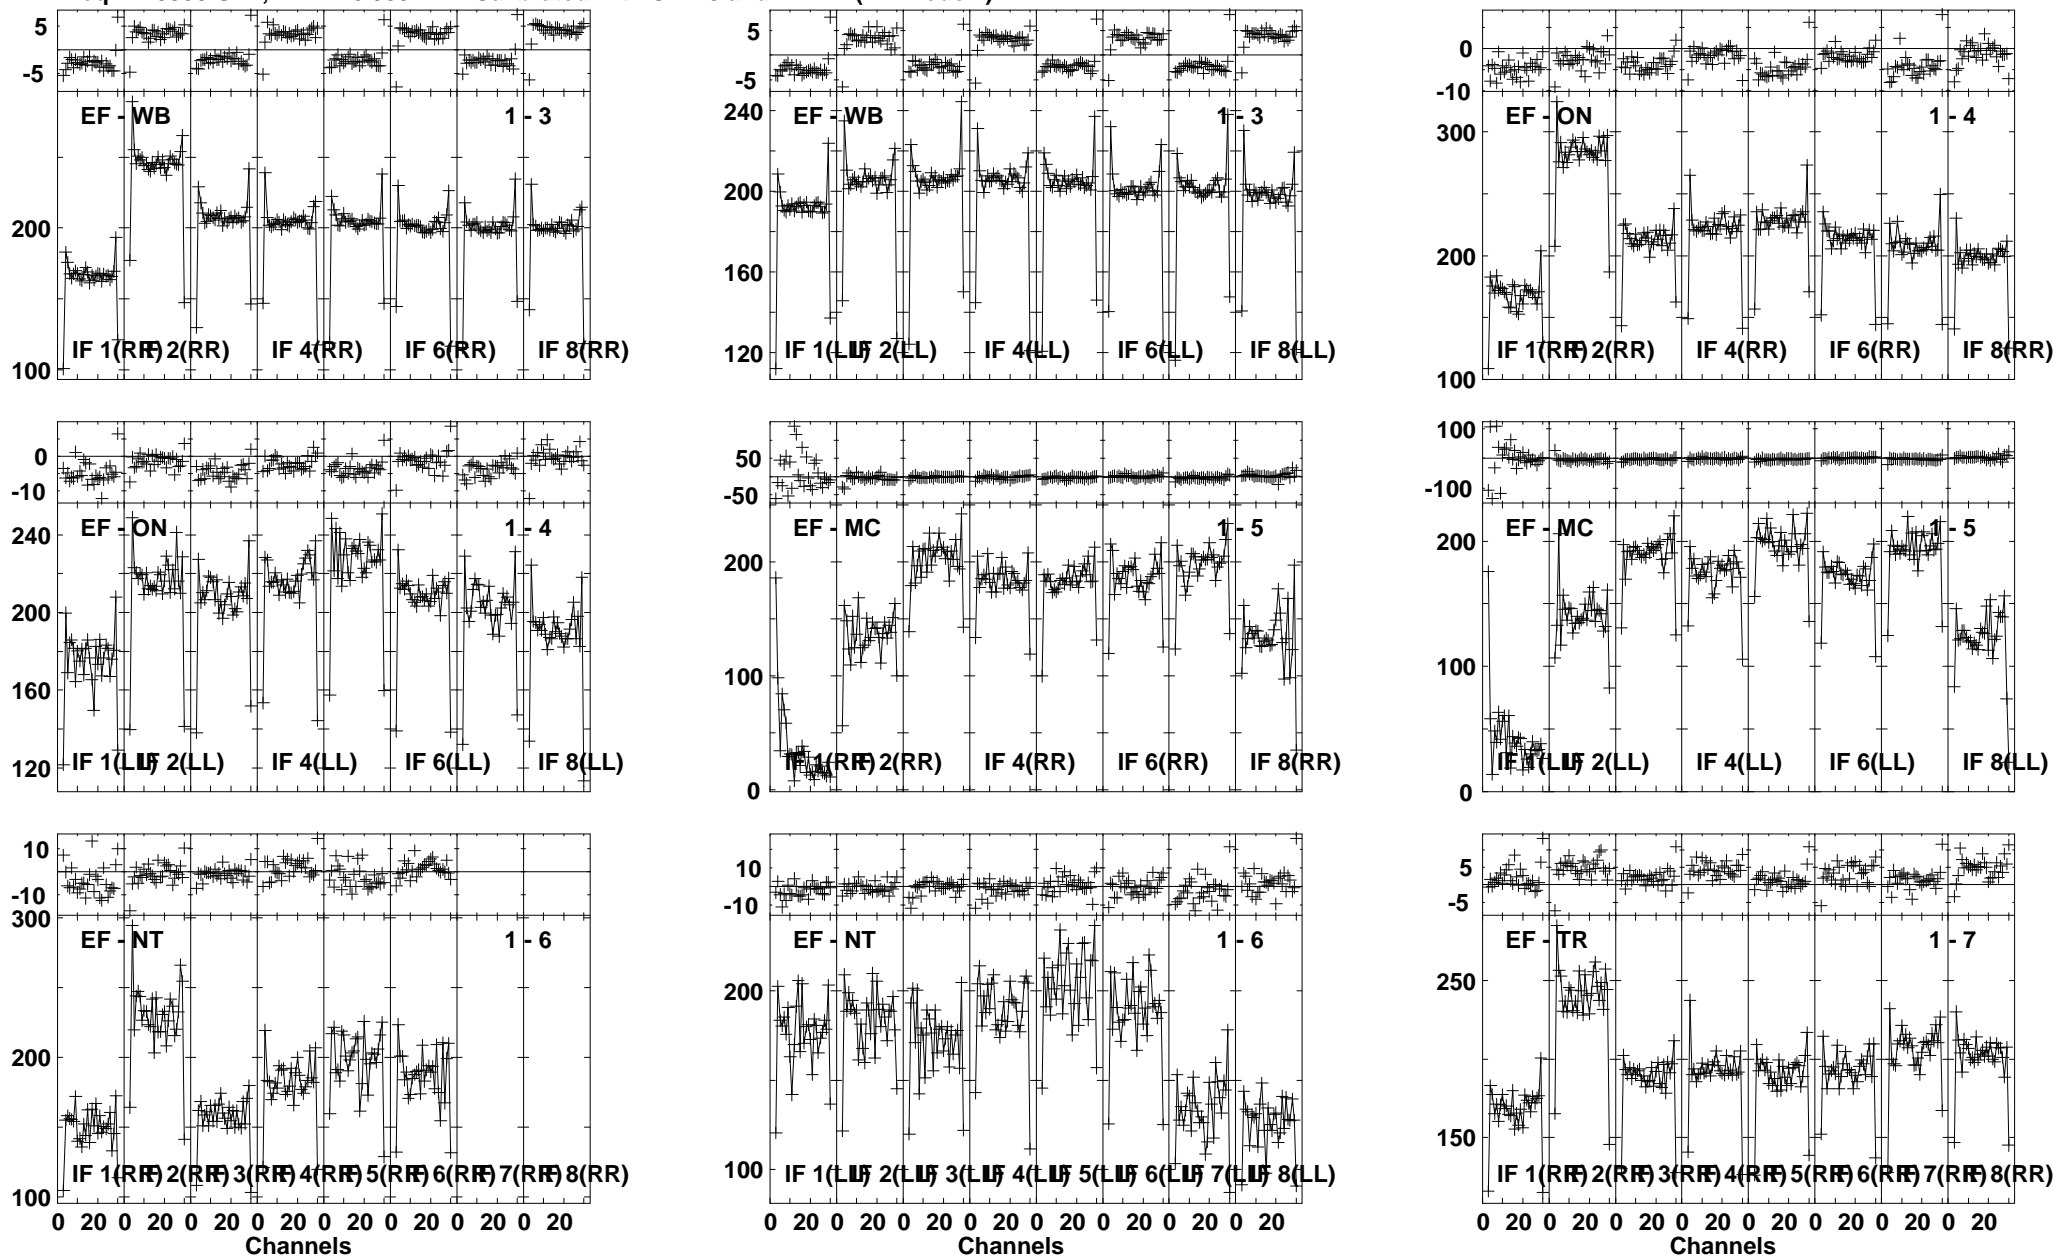 5
-5
EF - WB 1 - 3
200
100
IF 1(RR) IF 2(RR) IF 4(RR) IF 6(RR) IF 8(RR)
5
-5
EF - WB 1 - 3
240
200
160
120
IF 1(LL) IF 2(LL) IF 4(LL) IF 6(LL) IF 8(LL)
0
-10
EF - ON 1 - 4
300
200
100
IF 1(RR) IF 2(RR) IF 4(RR) IF 6(RR) IF 8(RR)
0
-10
EF - ON 1 - 4
240
200
160
120
IF 1(LL) IF 2(LL) IF 4(LL) IF 6(LL) IF 8(LL)
50
-50
EF - MC 1 - 5
200
100
0
IF 1(RR) IF 2(RR) IF 4(RR) IF 6(RR) IF 8(RR)
100
-100
EF - MC 1 - 5
200
100
0
IF 1(LL) IF 2(LL) IF 4(LL) IF 6(LL) IF 8(LL)
10
-10
300
EF - NT 1 - 6
200
100
IF 1(RR) IF 2(RR) IF 3(RR) IF 4(RR) IF 5(RR) IF 6(RR) IF 7(RR) IF 8(RR)
0 20 0 20 0 20 0 20 0 20 0 20 0 20 0 20
Channels
10
-10
EF - NT 1 - 6
200
100
IF 1(LL) IF 2(LL) IF 3(LL) IF 4(LL) IF 5(LL) IF 6(LL) IF 7(LL) IF 8(LL)
0 20 0 20 0 20 0 20 0 20 0 20 0 20 0 20
Channels
5
-5
EF - TR 1 - 7
250
150
IF 1(RR) IF 2(RR) IF 3(RR) IF 4(RR) IF 5(RR) IF 6(RR) IF 7(RR) IF 8(RR)
0 20 0 20 0 20 0 20 0 20 0 20 0 20 0 20
Channels